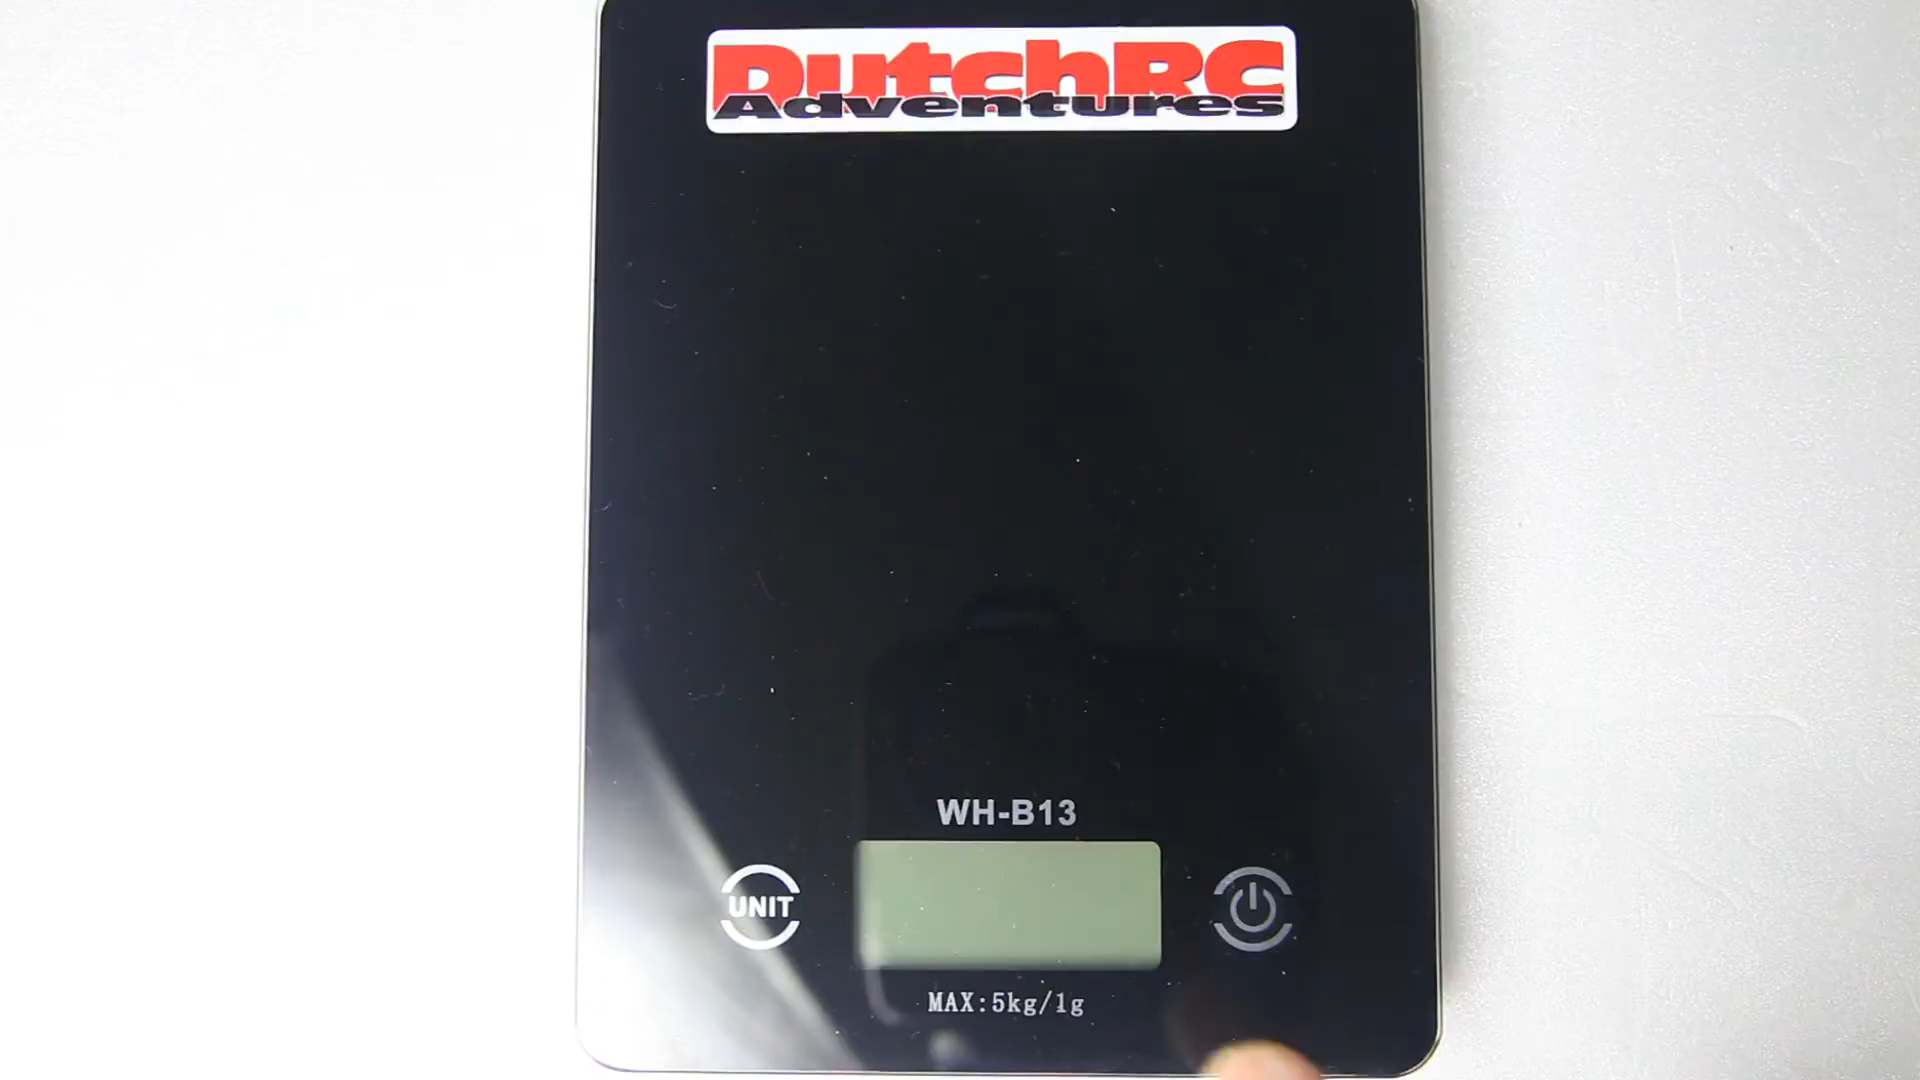 DutchRC
Adventures
WH-B13
UNIT
MAX:5kg/1g